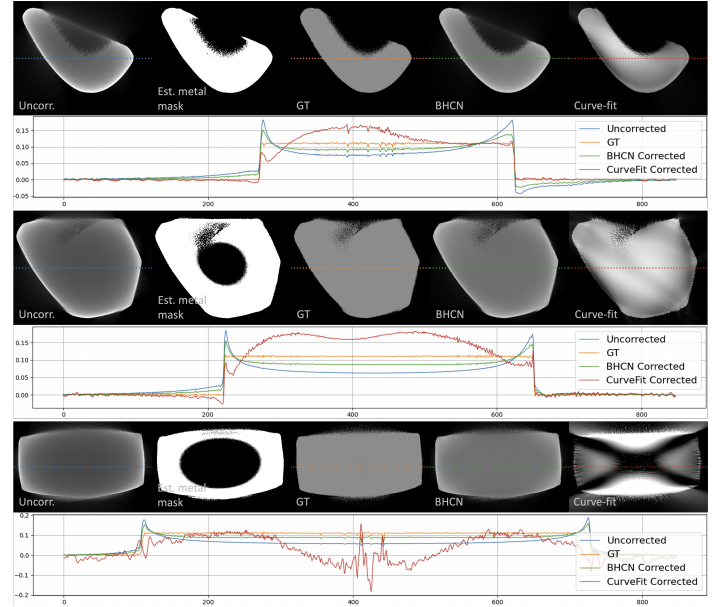 Uncorr.
Est. metal
mask
GT
BHCN
Curve-fit
0.15
0.10
0.05
0.00
−0.05
0
200
400
600
800
Uncorrected
GT
BHCN Corrected
CurveFit Corrected
Uncorr.
Est. metal
mask
GT
BHCN
Curve-fit
0.15
0.10
0.05
0.00
0
200
400
600
800
Uncorrected
GT
BHCN Corrected
CurveFit Corrected
Uncorr.
Est. metal
mask
GT
BHCN
Curve-fit
0.2
0.1
0.0
−0.1
−0.2
0
200
400
600
800
Uncorrected
GT
BHCN Corrected
CurveFit Corrected